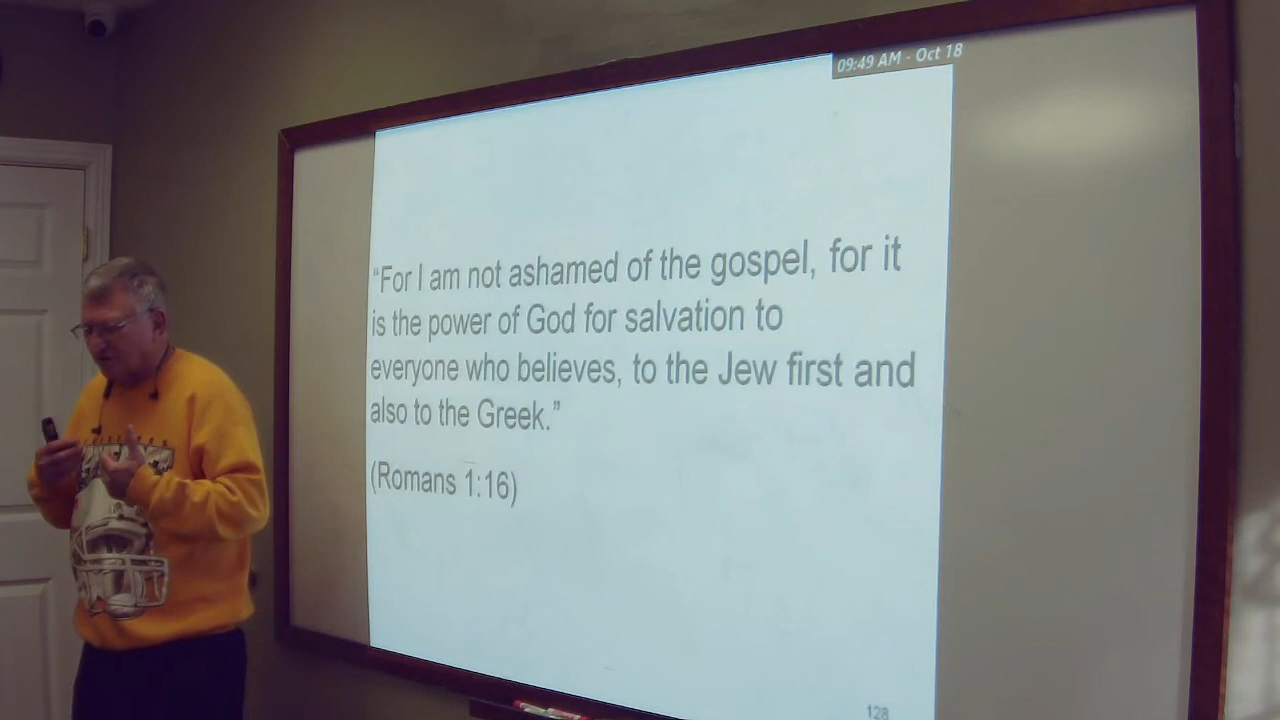 09:49 AM - Oct 18
“For I am not ashamed of the gospel, for it
is the power of God for salvation to
everyone who believes, to the Jew first and
also to the Greek.”
(Romans 1:16)
128